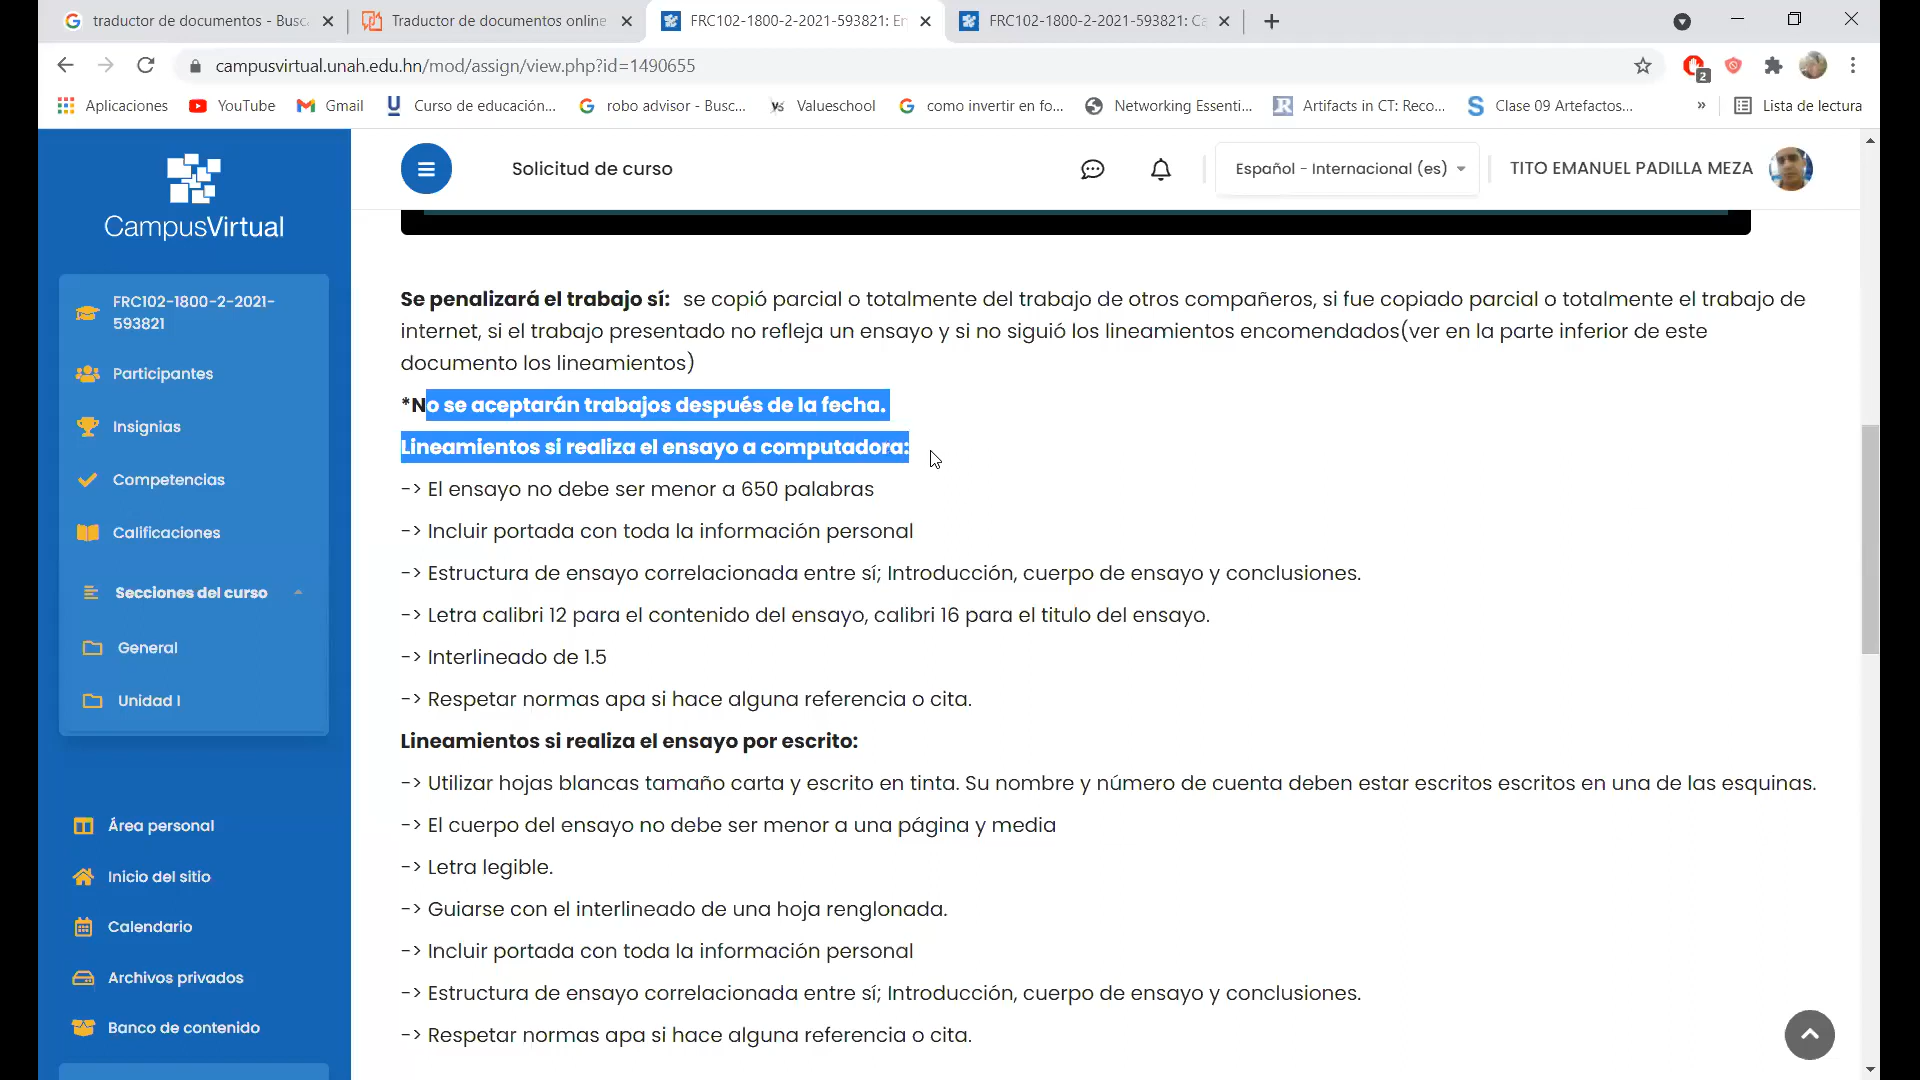 traductor de documentos - Busc
Traductor de documentos online
FRC102-1800-2-2021-593821: En
FRC102-1800-2-2021-593821: Ca
campusvirtual.unah.edu.hn/mod/assign/view.php?id=1490655
2
Aplicaciones
YouTube
Gmail
Curso de educación...
robo advisor - Busc...
Valueschool
como invertir en fo...
Networking Essenti...
Artifacts in CT: Reco...
Clase 09 Artefactos...
»
Lista de lectura
CampusVirtual
Solicitud de curso
Español - Internacional (es)
TITO EMANUEL PADILLA MEZA
FRC102-1800-2-2021-
593821
Participantes
Insignias
Competencias
Calificaciones
Secciones del curso
General
Unidad I
Área personal
Inicio del sitio
Calendario
Archivos privados
Banco de contenido
Se penalizará el trabajo sí: se copió parcial o totalmente del trabajo de otros compañeros, si fue copiado parcial o totalmente el trabajo de
internet, si el trabajo presentado no refleja un ensayo y si no siguió los lineamientos encomendados(ver en la parte inferior de este
documento los lineamientos)
*No se aceptarán trabajos después de la fecha.
Lineamientos si realiza el ensayo a computadora:
-> El ensayo no debe ser menor a 650 palabras
-> Incluir portada con toda la información personal
-> Estructura de ensayo correlacionada entre sí; Introducción, cuerpo de ensayo y conclusiones.
-> Letra calibri 12 para el contenido del ensayo, calibri 16 para el titulo del ensayo.
-> Interlineado de 1.5
-> Respetar normas apa si hace alguna referencia o cita.
Lineamientos si realiza el ensayo por escrito:
-> Utilizar hojas blancas tamaño carta y escrito en tinta. Su nombre y número de cuenta deben estar escritos escritos en una de las esquinas.
-> El cuerpo del ensayo no debe ser menor a una página y media
-> Letra legible.
-> Guiarse con el interlineado de una hoja renglonada.
-> Incluir portada con toda la información personal
-> Estructura de ensayo correlacionada entre sí; Introducción, cuerpo de ensayo y conclusiones.
-> Respetar normas apa si hace alguna referencia o cita.